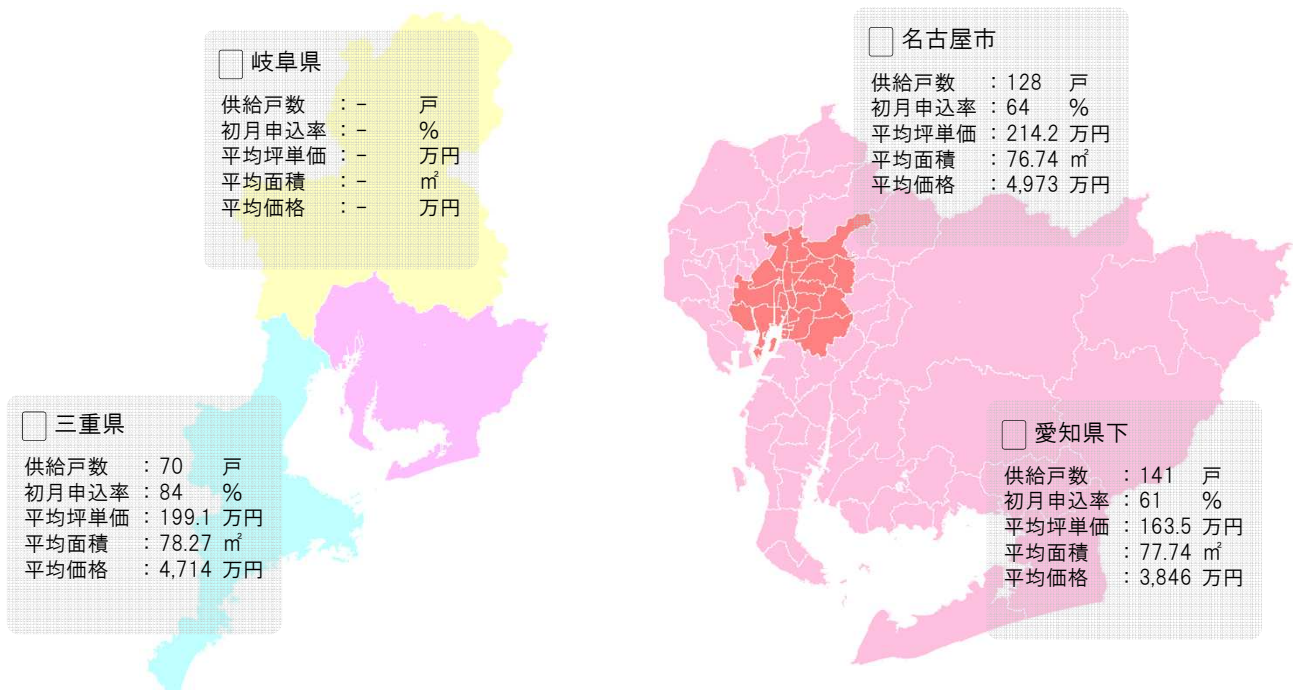 岐阜県
供給戸数 : - 戸
初月申込率 : - %
平均坪単価 : - 万円
平均面積 : - ㎡
平均価格 : - 万円
三重県
供給戸数 : 70 戸
初月申込率 : 84 %
平均坪単価 : 199.1 万円
平均面積 : 78.27 ㎡
平均価格 : 4,714 万円
名古屋市
供給戸数 : 128 戸
初月申込率 : 64 %
平均坪単価 : 214.2 万円
平均面積 : 76.74 ㎡
平均価格 : 4,973 万円
愛知県下
供給戸数 : 141 戸
初月申込率 : 61 %
平均坪単価 : 163.5 万円
平均面積 : 77.74 ㎡
平均価格 : 3,846 万円